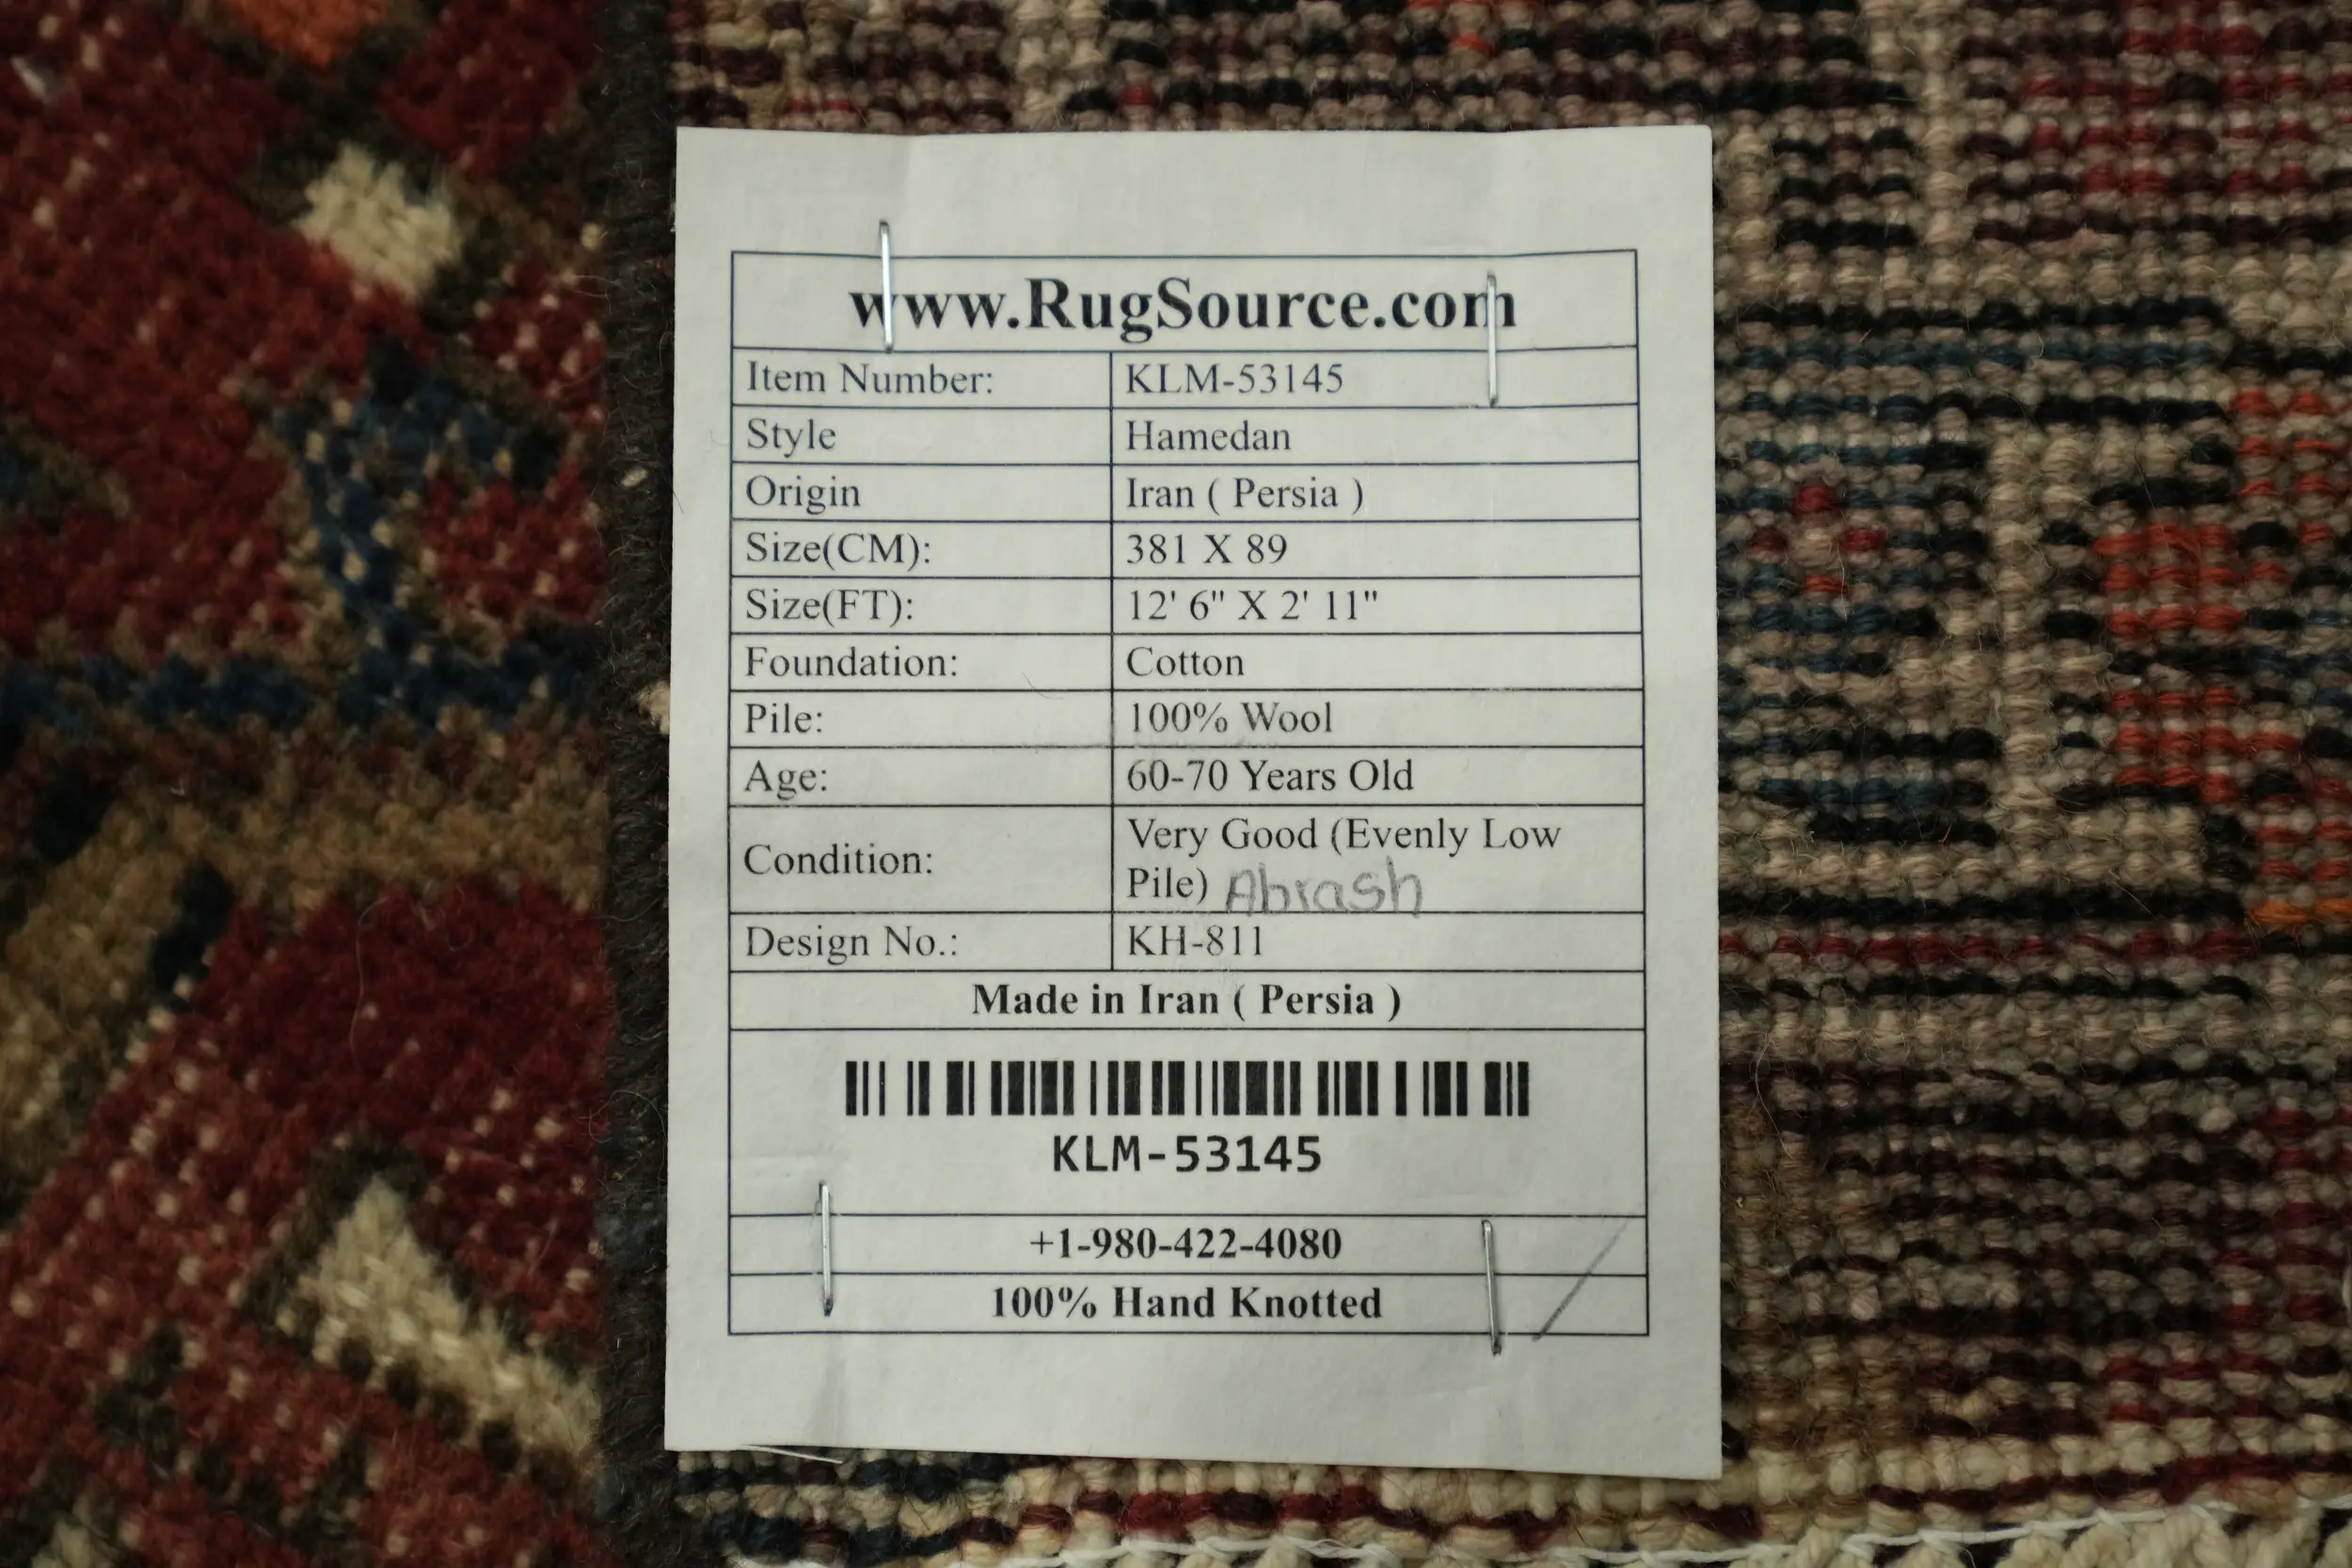 www.RugSource.com
Item Number: KLM-53145
Style Hamedan
Origin Iran ( Persia )
Size(CM): 381 X 89
Size(FT): 12' 6" X 2' 11"
Foundation: Cotton
Pile: 100% Wool
Age: 60-70 Years Old
Condition: Very Good (Evenly Low
Pile) Abrash
Design No.: KH-811
Made in Iran ( Persia )
KLM-53145
+1-980-422-4080
100% Hand Knotted